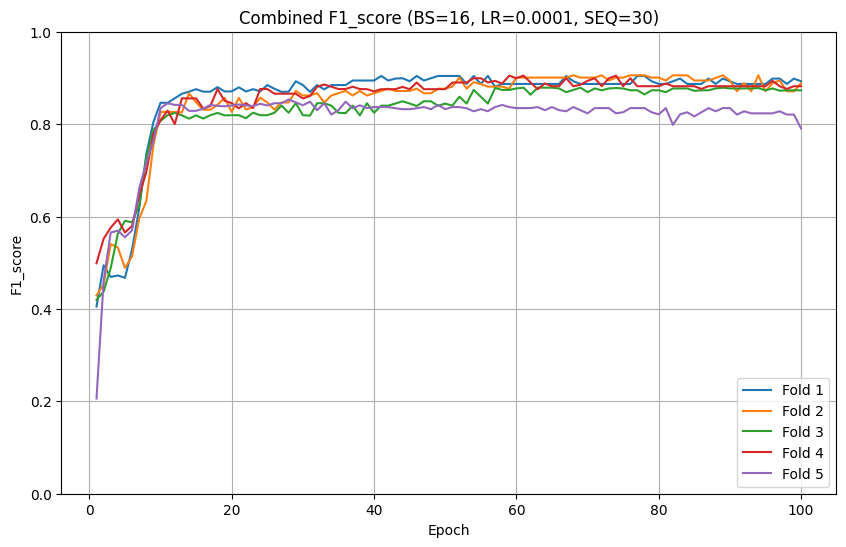 Combined F1_score (BS=16, LR=0.0001, SEQ=30)
1.0
0.8
0.6
0.4
0.2
0.0
F1_score
0 20 40 60 80 100
Epoch
Fold 1
Fold 2
Fold 3
Fold 4
Fold 5